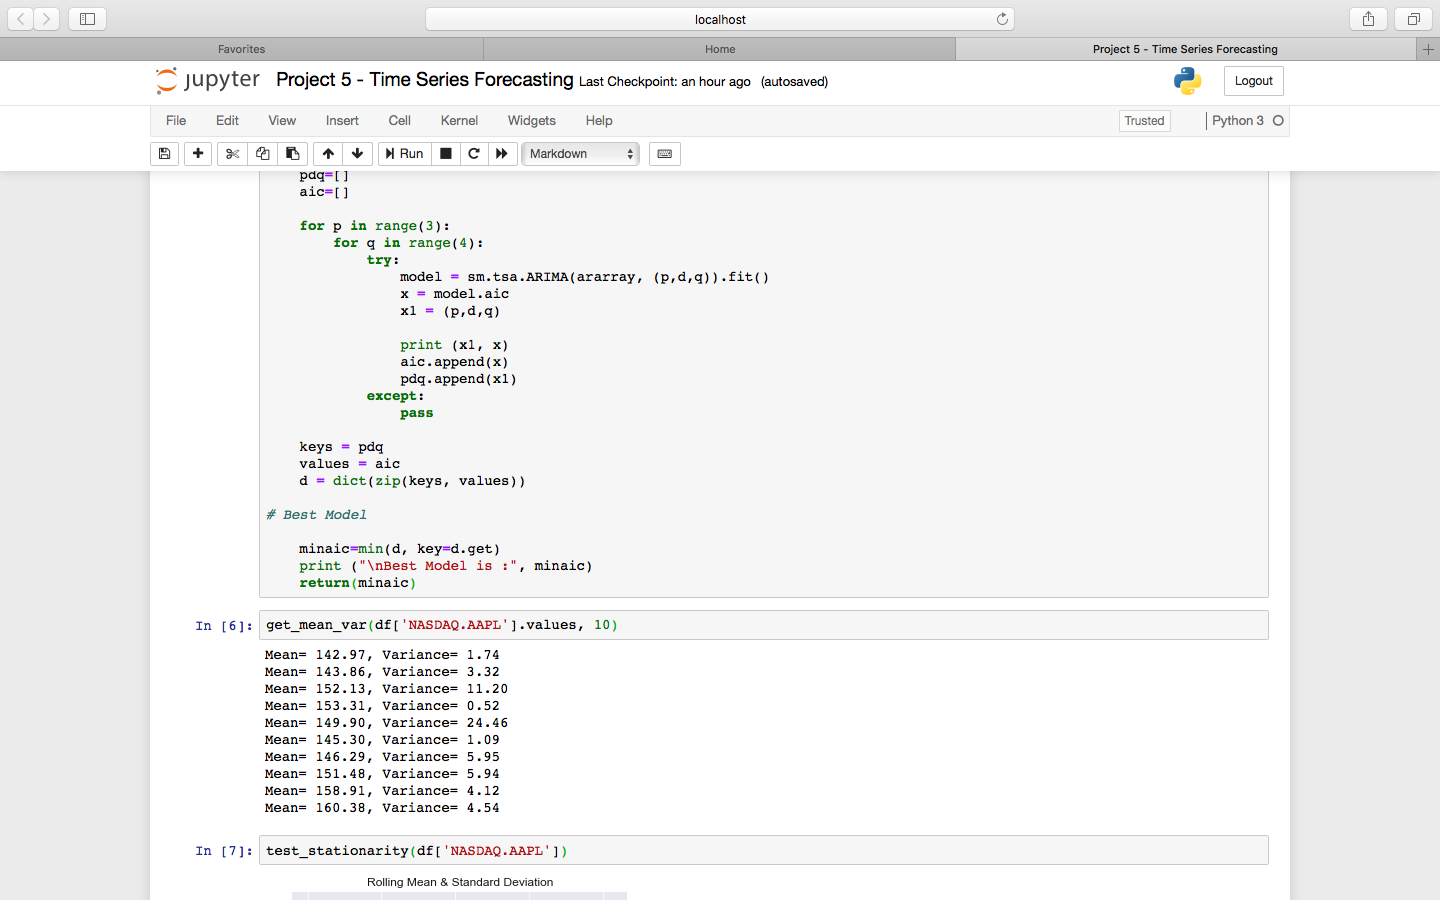 localhost
Favorites
Home
Project 5 - Time Series Forecasting
jupyter
Project 5 - Time Series Forecasting Last Checkpoint: an hour ago (autosaved)
Logout
File Edit View Insert Cell Kernel Widgets Help
Trusted
Python 3
Run
Markdown
pdq=[]
aic=[]
for p in range(3):
for q in range(4):
try:
model = sm.tsa.ARIMA(ararray, (p,d,q)).fit()
x = model.aic
x1 = (p,d,q)
print (x1, x)
aic.append(x)
pdq.append(x1)
except:
pass
keys = pdq
values = aic
d = dict(zip(keys, values))
# Best Model
minaic=min(d, key=d.get)
print ("\nBest Model is :", minaic)
return(minaic)
In [6]: get_mean_var(df['NASDAQ.AAPL'].values, 10)
Mean= 142.97, Variance= 1.74
Mean= 143.86, Variance= 3.32
Mean= 152.13, Variance= 11.20
Mean= 153.31, Variance= 0.52
Mean= 149.90, Variance= 24.46
Mean= 145.30, Variance= 1.09
Mean= 146.29, Variance= 5.95
Mean= 151.48, Variance= 5.94
Mean= 158.91, Variance= 4.12
Mean= 160.38, Variance= 4.54
In [7]: test_stationarity(df['NASDAQ.AAPL'])
Rolling Mean & Standard Deviation